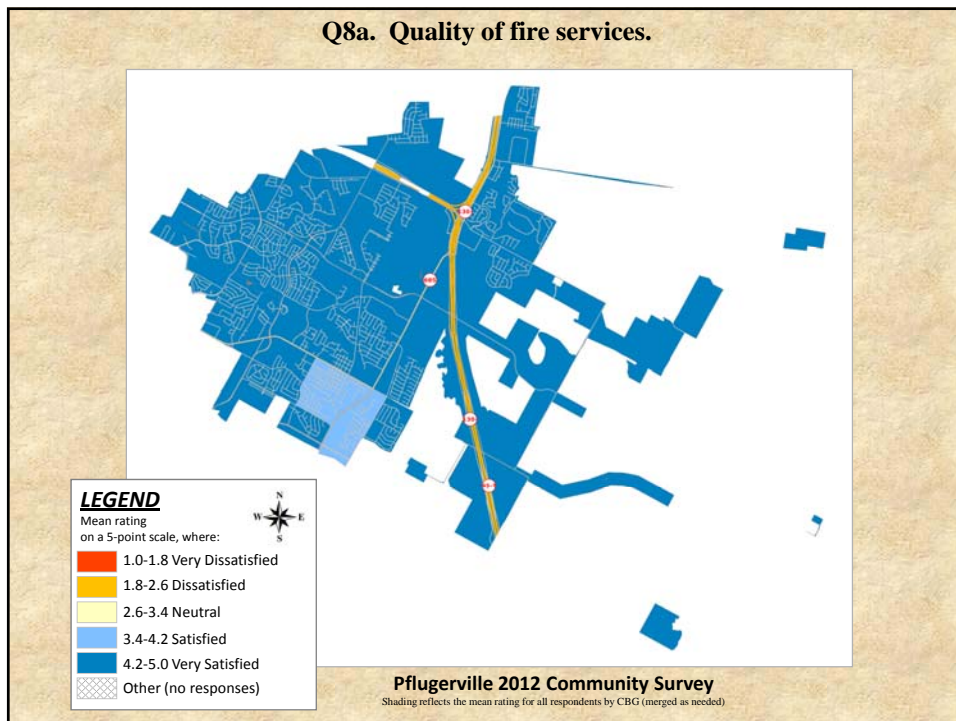 Q8a. Quality of fire services.
LEGEND
Mean rating
on a 5-point scale, where:
N
W E
S
1.0-1.8 Very Dissatisfied
1.8-2.6 Dissatisfied
2.6-3.4 Neutral
3.4-4.2 Satisfied
4.2-5.0 Very Satisfied
Other (no responses)
Pflugerville 2012 Community Survey
Shading reflects the mean rating for all respondents by CBG (merged as needed)